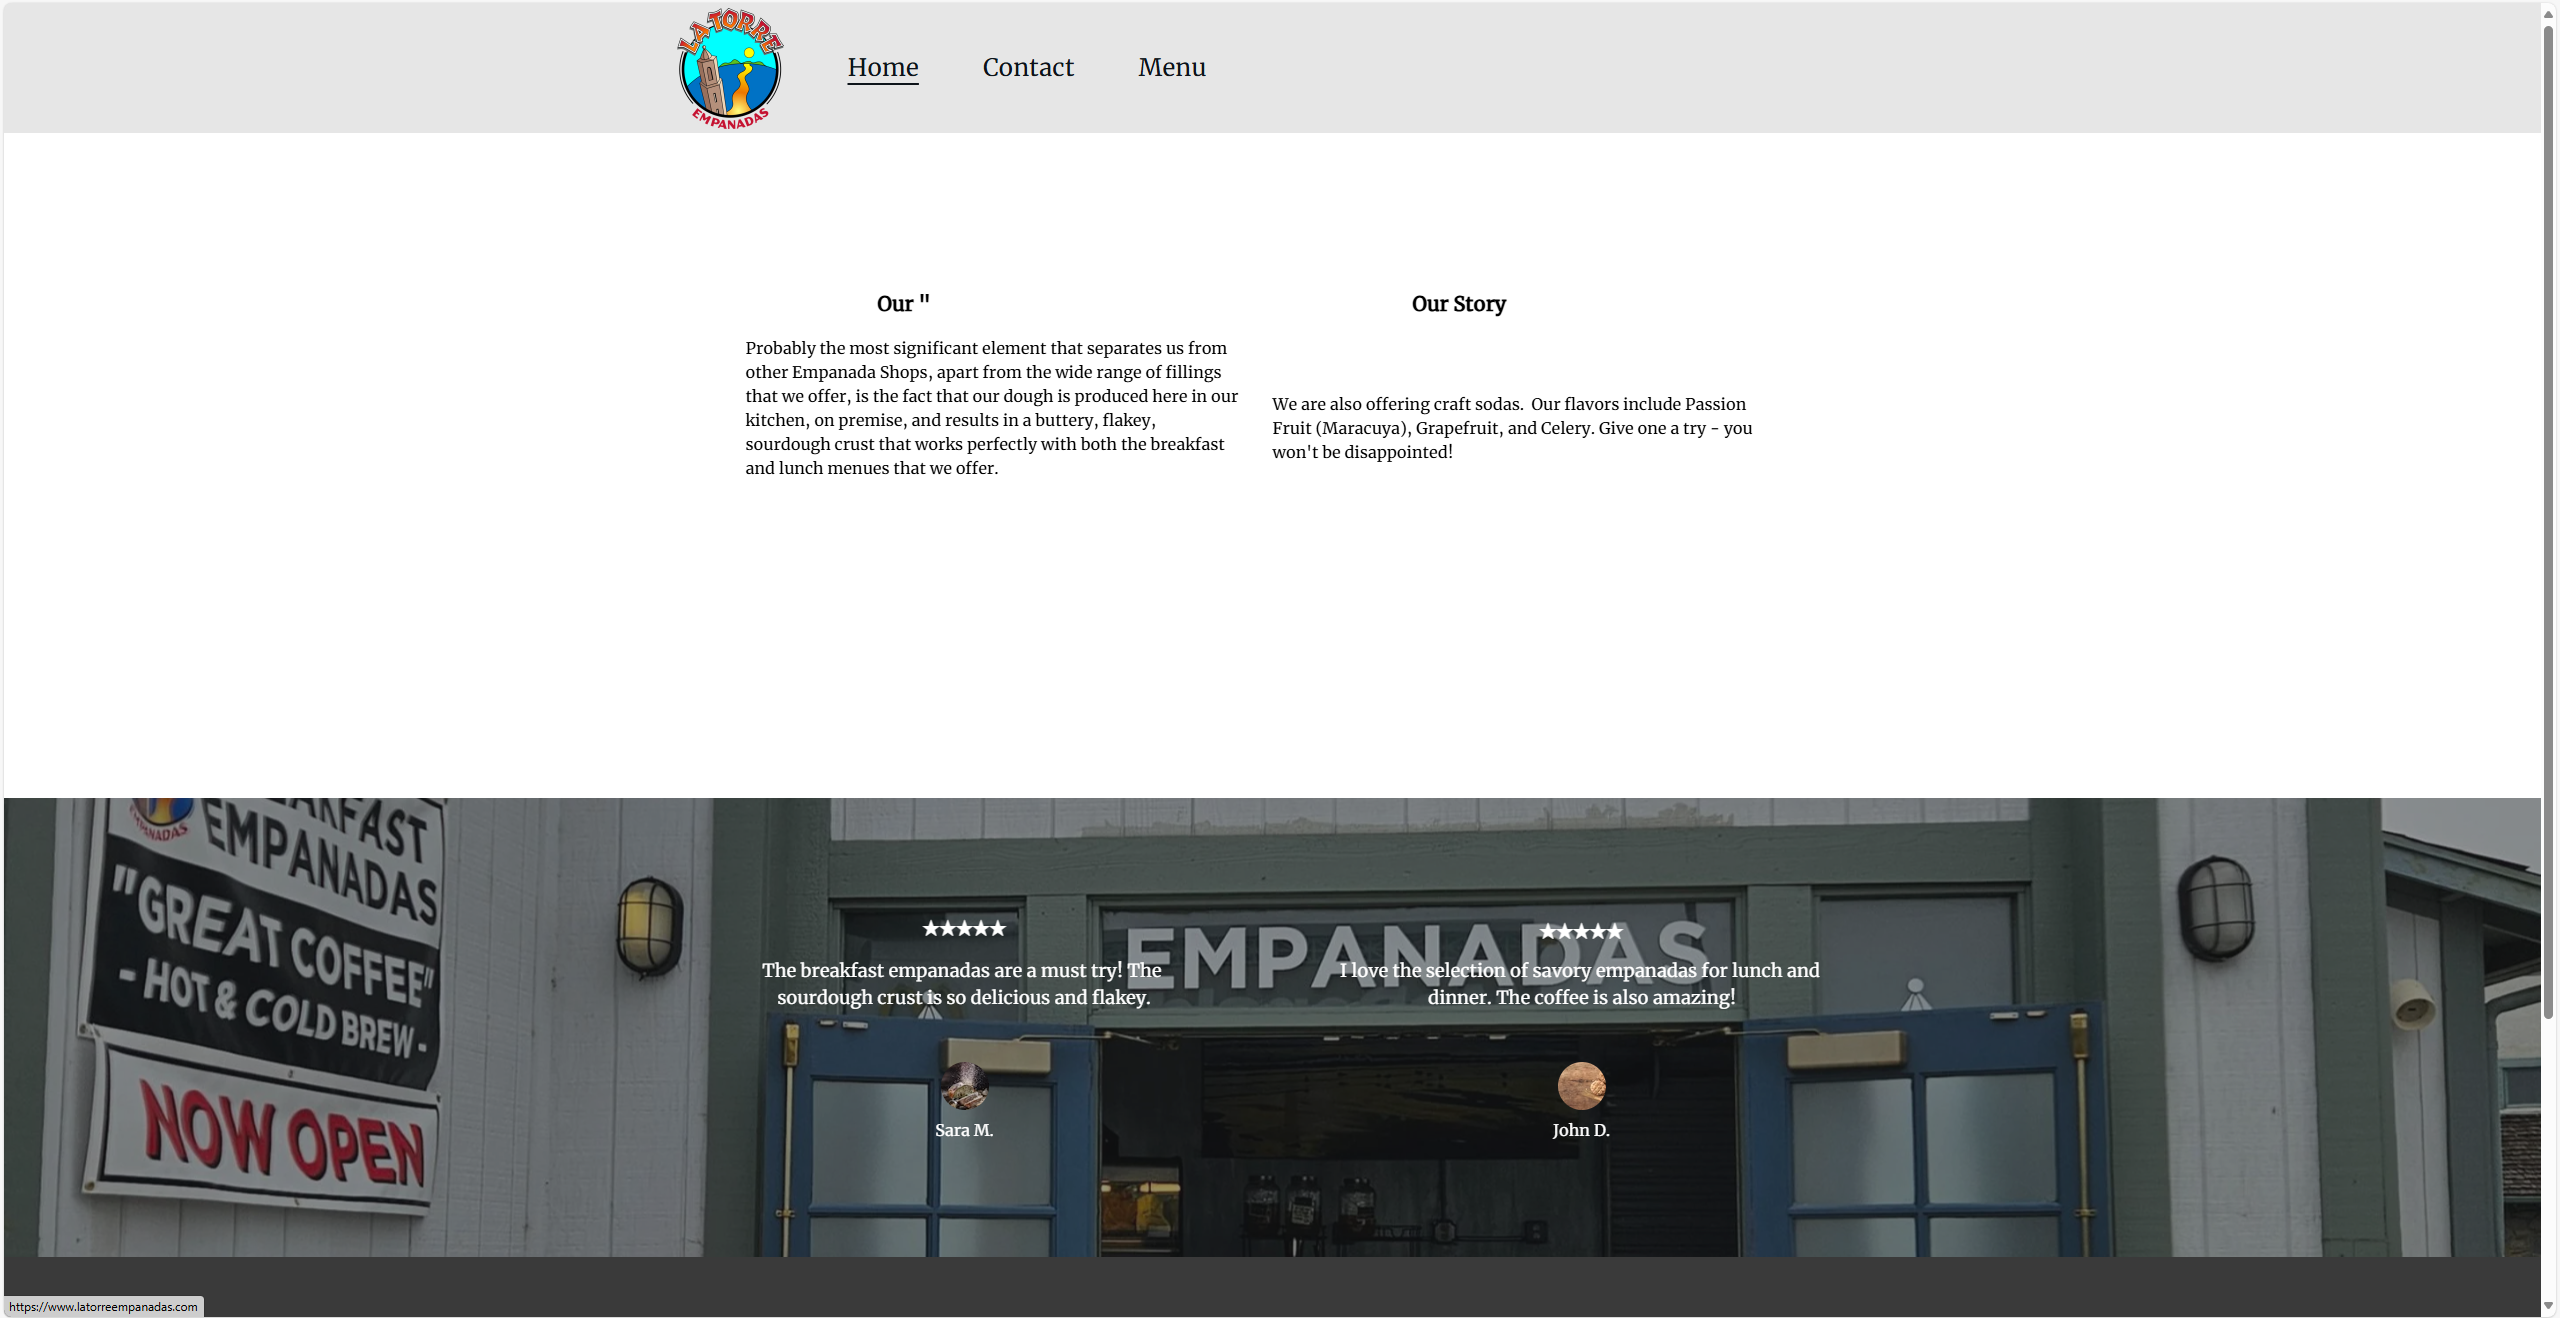 LA TORRE
EMPANADAS
Home
Contact
Menu
Our "
Probably the most significant element that separates us from
other Empanada Shops, apart from the wide range of fillings
that we offer, is the fact that our dough is produced here in our
kitchen, on premise, and results in a buttery, flakey,
sourdough crust that works perfectly with both the breakfast
and lunch menues that we offer.
Our Story
We are also offering craft sodas.  Our flavors include Passion
Fruit (Maracuya), Grapefruit, and Celery. Give one a try - you
won't be disappointed!
EMPANADAS
EMPANADAS
"GREAT COFFEE"
- HOT & COLD BREW -
NOW OPEN
EMPANADAS
★★★★★
The breakfast empanadas are a must try! The
sourdough crust is so delicious and flakey.
Sara M.
★★★★★
I love the selection of savory empanadas for lunch and
dinner. The coffee is also amazing!
John D.
https://www.latorreempanadas.com